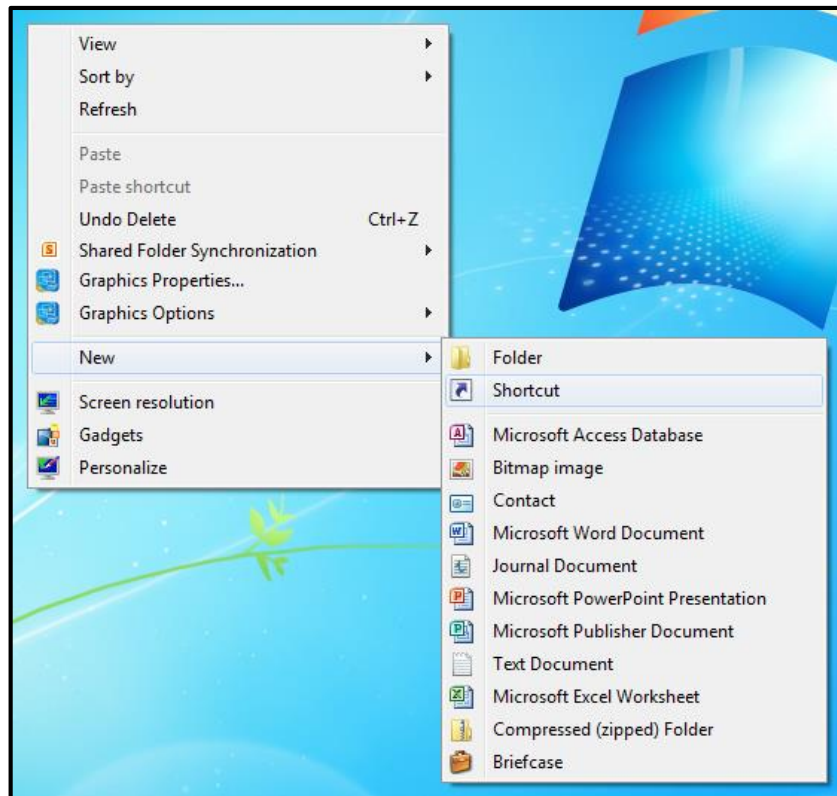 View
Sort by
Refresh
Paste
Paste shortcut
Undo Delete Ctrl+Z
Shared Folder Synchronization
Graphics Properties...
Graphics Options
New
Screen resolution
Gadgets
Personalize
Folder
Shortcut
Microsoft Access Database
Bitmap image
Contact
Microsoft Word Document
Journal Document
Microsoft PowerPoint Presentation
Microsoft Publisher Document
Text Document
Microsoft Excel Worksheet
Compressed (zipped) Folder
Briefcase